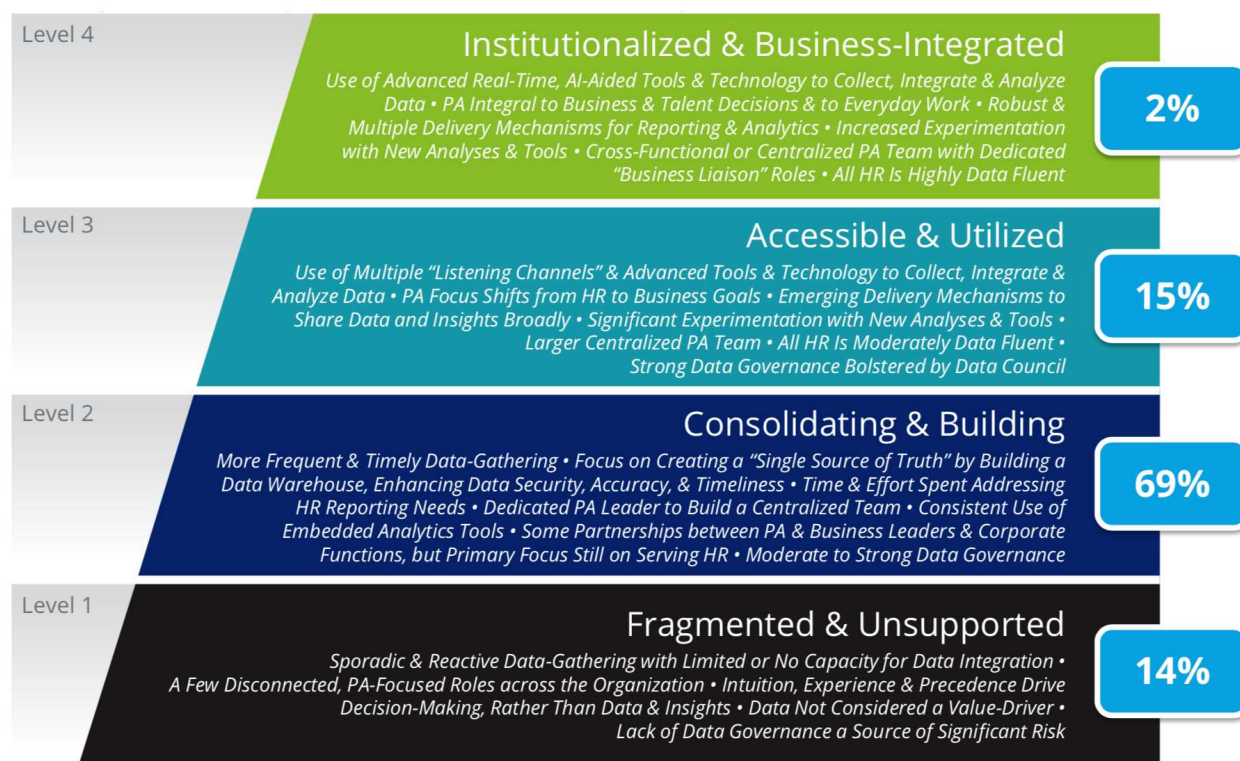 Level 4
Institutionalized & Business-Integrated
Use of Advanced Real-Time, AI-Aided Tools & Technology to Collect, Integrate & Analyze
Data • PA Integral to Business & Talent Decisions & to Everyday Work • Robust &
Multiple Delivery Mechanisms for Reporting & Analytics • Increased Experimentation
with New Analyses & Tools • Cross-Functional or Centralized PA Team with Dedicated
“Business Liaison” Roles • All HR Is Highly Data Fluent
2%
Level 3
Accessible & Utilized
Use of Multiple “Listening Channels” & Advanced Tools & Technology to Collect, Integrate &
Analyze Data • PA Focus Shifts from HR to Business Goals • Emerging Delivery Mechanisms to
Share Data and Insights Broadly • Significant Experimentation with New Analyses & Tools •
Larger Centralized PA Team • All HR Is Moderately Data Fluent •
Strong Data Governance Bolstered by Data Council
15%
Level 2
Consolidating & Building
More Frequent & Timely Data-Gathering • Focus on Creating a “Single Source of Truth” by Building a
Data Warehouse, Enhancing Data Security, Accuracy, & Timeliness • Time & Effort Spent Addressing
HR Reporting Needs • Dedicated PA Leader to Build a Centralized Team • Consistent Use of
Embedded Analytics Tools • Some Partnerships between PA & Business Leaders & Corporate
Functions, but Primary Focus Still on Serving HR • Moderate to Strong Data Governance
69%
Level 1
Fragmented & Unsupported
Sporadic & Reactive Data-Gathering with Limited or No Capacity for Data Integration •
A Few Disconnected, PA-Focused Roles across the Organization • Intuition, Experience & Precedence Drive
Decision-Making, Rather Than Data & Insights • Data Not Considered a Value-Driver •
Lack of Data Governance a Source of Significant Risk
14%